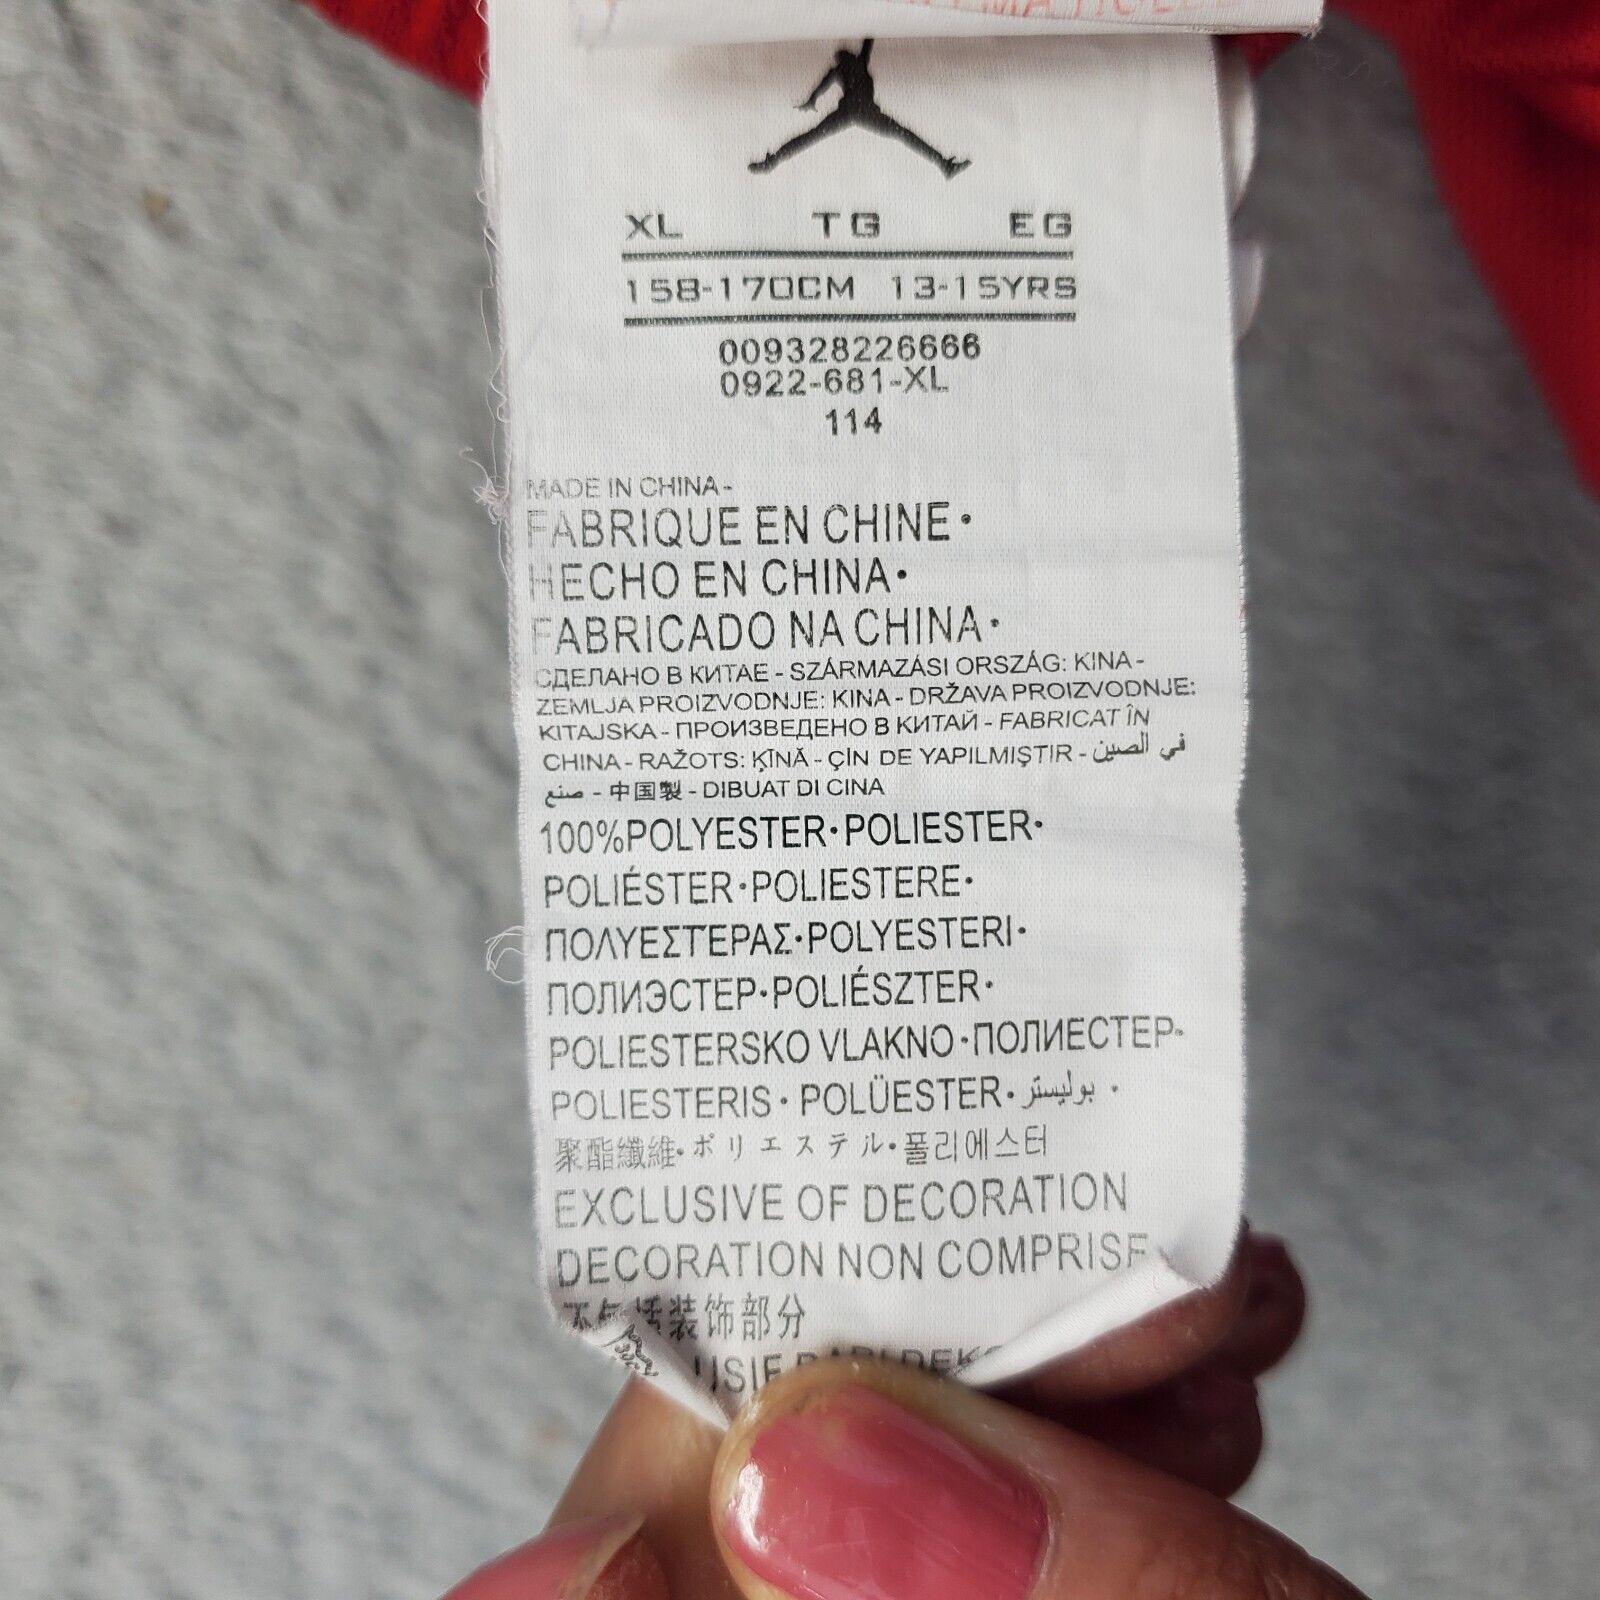 XL TG EG
158-170CM 13-15YRS
009328226666
0922-681-XL
114
MADE IN CHINA -
FABRIQUE EN CHINE •
HECHO EN CHINA •
FABRICADO NA CHINA •
СДЕЛАНО В КИТАЕ - SZÁRMAZÁSI ORSZÁG: KINA -
ZEMLJA PROIZVODNJE: KINA - DRŽAVA PROIZVODNJE:
KITAJSKA - ПРОИЗВЕДЕНО В КИТАЙ - FABRICAT ÎN
CHINA - RAŽOTS: ĶĪNĀ - ÇİN DE YAPILMIŞTIR - في الصين
صنع - 中国製 - DIBUAT DI CINA
100%POLYESTER • POLIESTER •
POLIÉSTER • POLIESTERE •
ΠΟΛΥΕΣΤΕΡΑΣ • POLYESTERI •
ПОЛИЭСТЕР • POLIÉSZTER •
POLIESTERSKO VLAKNO • ПОЛИЕСТЕР •
POLIESTERIS • POLÜESTER • بوليستر •
聚酯纖維 • ポリエステル • 폴리에스터
EXCLUSIVE OF DECORATION
DECORATION NON COMPRISE
装饰部分